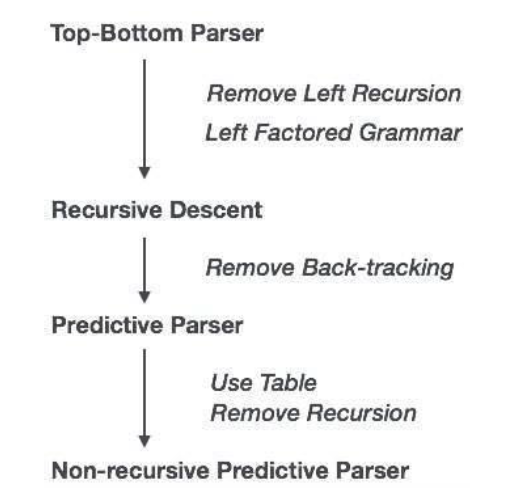 Top-Bottom Parser
Remove Left Recursion
Left Factored Grammar
Recursive Descent
Remove Back-tracking
Predictive Parser
Use Table
Remove Recursion
Non-recursive Predictive Parser